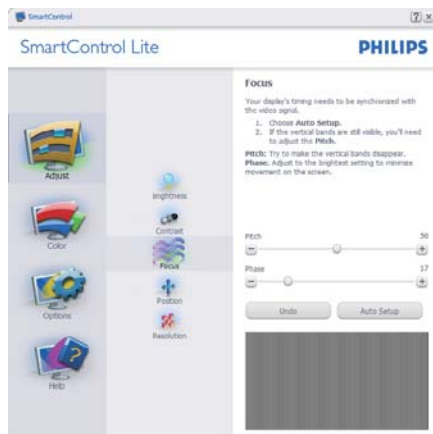 SmartControl
SmartControl Lite
PHILIPS
Adjust
Color
Options
Help
Brightness
Contrast
Focus
Position
Resolution
Focus
Your display's timing needs to be synchronized with
the video signal.
1. Choose Auto Setup.
2. If the vertical bands are still visible, you'll need
to adjust the Pitch.
Pitch: Try to make the vertical bands disappear.
Phase: Adjust to the brightest setting to minimize
movement on the screen.
Pitch 50
Phase 17
Undo
Auto Setup